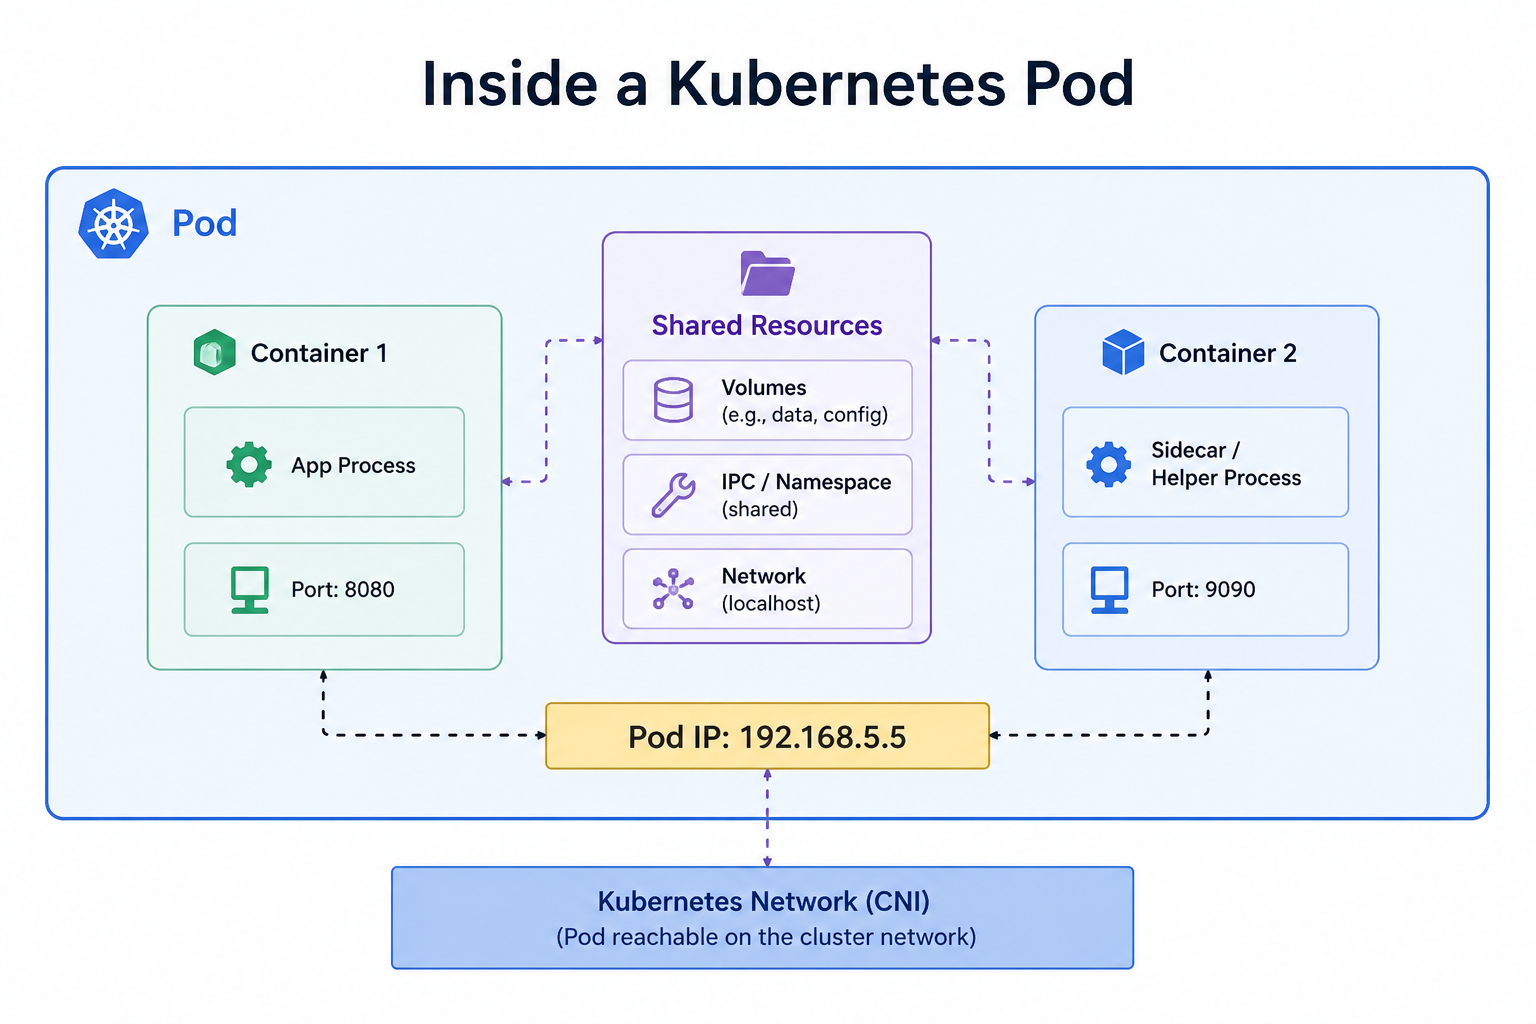 Inside a Kubernetes Pod
Pod
Container 1
App Process
Port: 8080
Shared Resources
Volumes
(e.g., data, config)
IPC / Namespace
(shared)
Network
(localhost)
Container 2
Sidecar /
Helper Process
Port: 9090
Pod IP: 192.168.5.5
Kubernetes Network (CNI)
(Pod reachable on the cluster network)